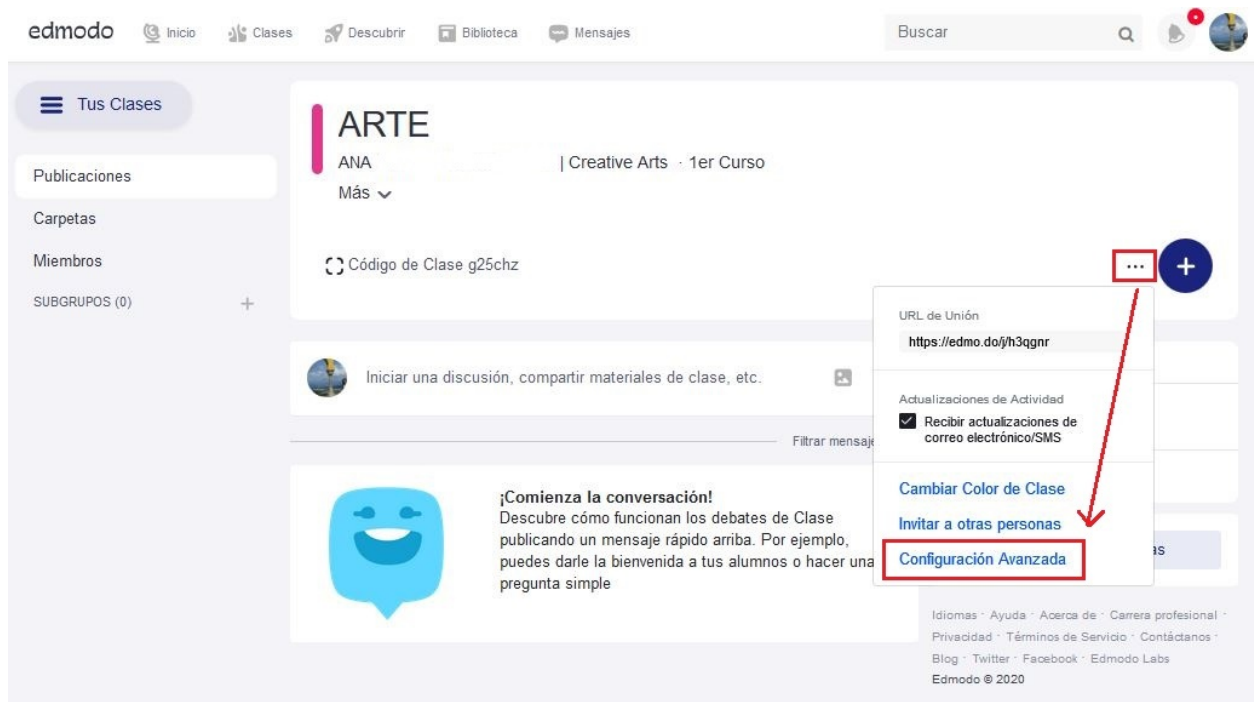 edmodo Inicio Clases Descubrir Biblioteca Mensajes Buscar
Tus Clases
Publicaciones
Carpetas
Miembros
SUBGRUPOS (0) +
ARTE
ANA | Creative Arts · 1er Curso
Más
Código de Clase g25chz
... +
URL de Unión
https://edmo.do/j/h3qgnr
Actualizaciones de Actividad
Recibir actualizaciones de
correo electrónico/SMS
Cambiar Color de Clase
Invitar a otras personas
Configuración Avanzada
Iniciar una discusión, compartir materiales de clase, etc.
Filtrar mensaje
¡Comienza la conversación!
Descubre cómo funcionan los debates de Clase
publicando un mensaje rápido arriba. Por ejemplo,
puedes darle la bienvenida a tus alumnos o hacer una
pregunta simple
as
Idiomas · Ayuda · Acerca de · Carrera profesional ·
Privacidad · Términos de Servicio · Contáctanos ·
Blog · Twitter · Facebook · Edmodo Labs
Edmodo © 2020